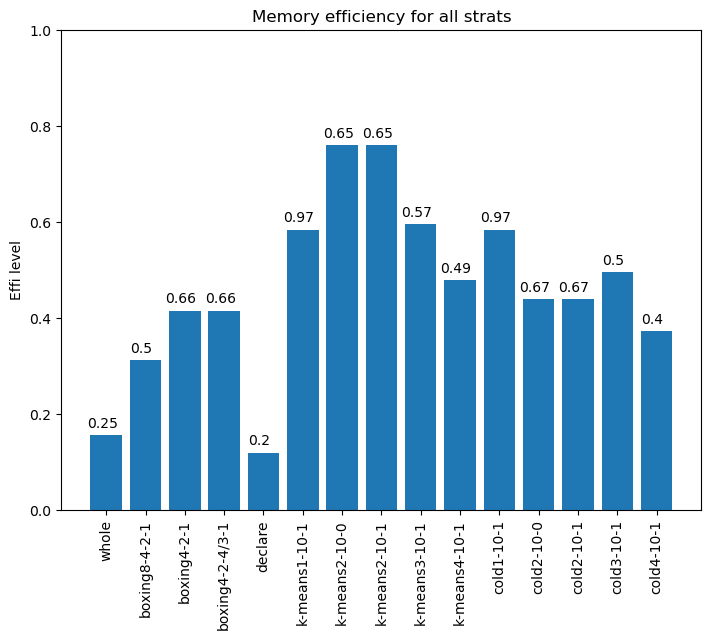 Memory efficiency for all strats
Effi level
1.0
0.8
0.6
0.4
0.2
0.0
0.25
0.5
0.66
0.66
0.2
0.97
0.65
0.65
0.57
0.49
0.97
0.67
0.67
0.5
0.4
whole
boxing8-4-2-1
boxing4-2-1
boxing4-2-4/3-1
declare
k-means1-10-1
k-means2-10-0
k-means2-10-1
k-means3-10-1
k-means4-10-1
cold1-10-1
cold2-10-0
cold2-10-1
cold3-10-1
cold4-10-1